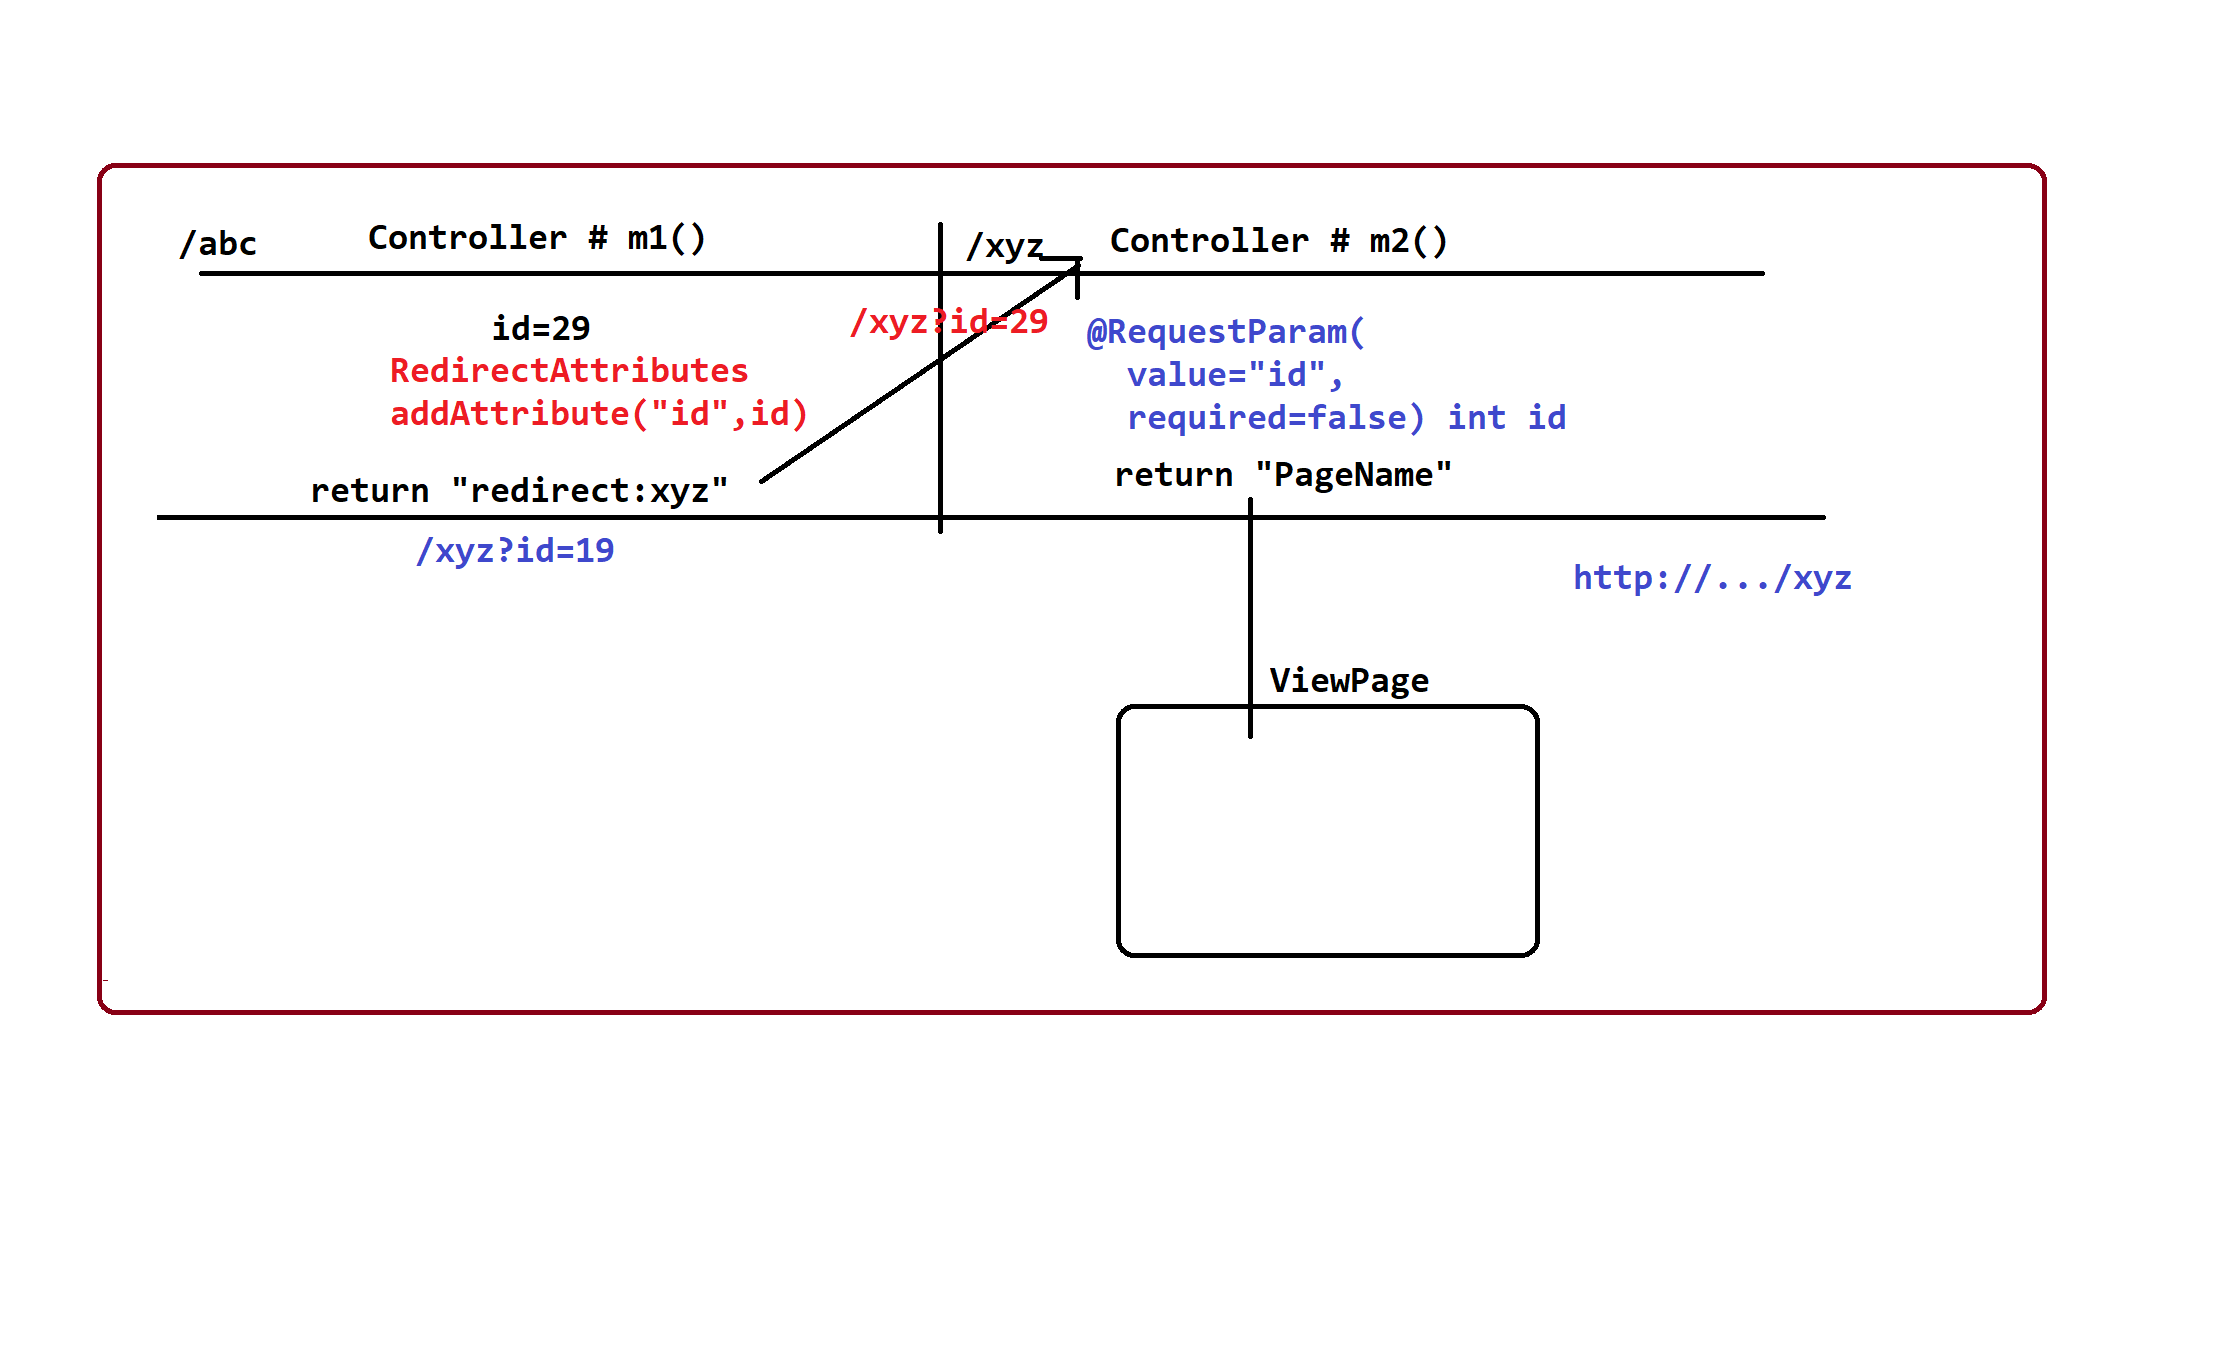 /abc
Controller # m1()
/xyz
Controller # m2()
id=29
RedirectAttributes
addAttribute("id",id)
return "redirect:xyz"
/xyz?id=19
/xyz?id=29
@RequestParam(
value="id",
required=false) int id
return "PageName"
http://.../xyz
ViewPage